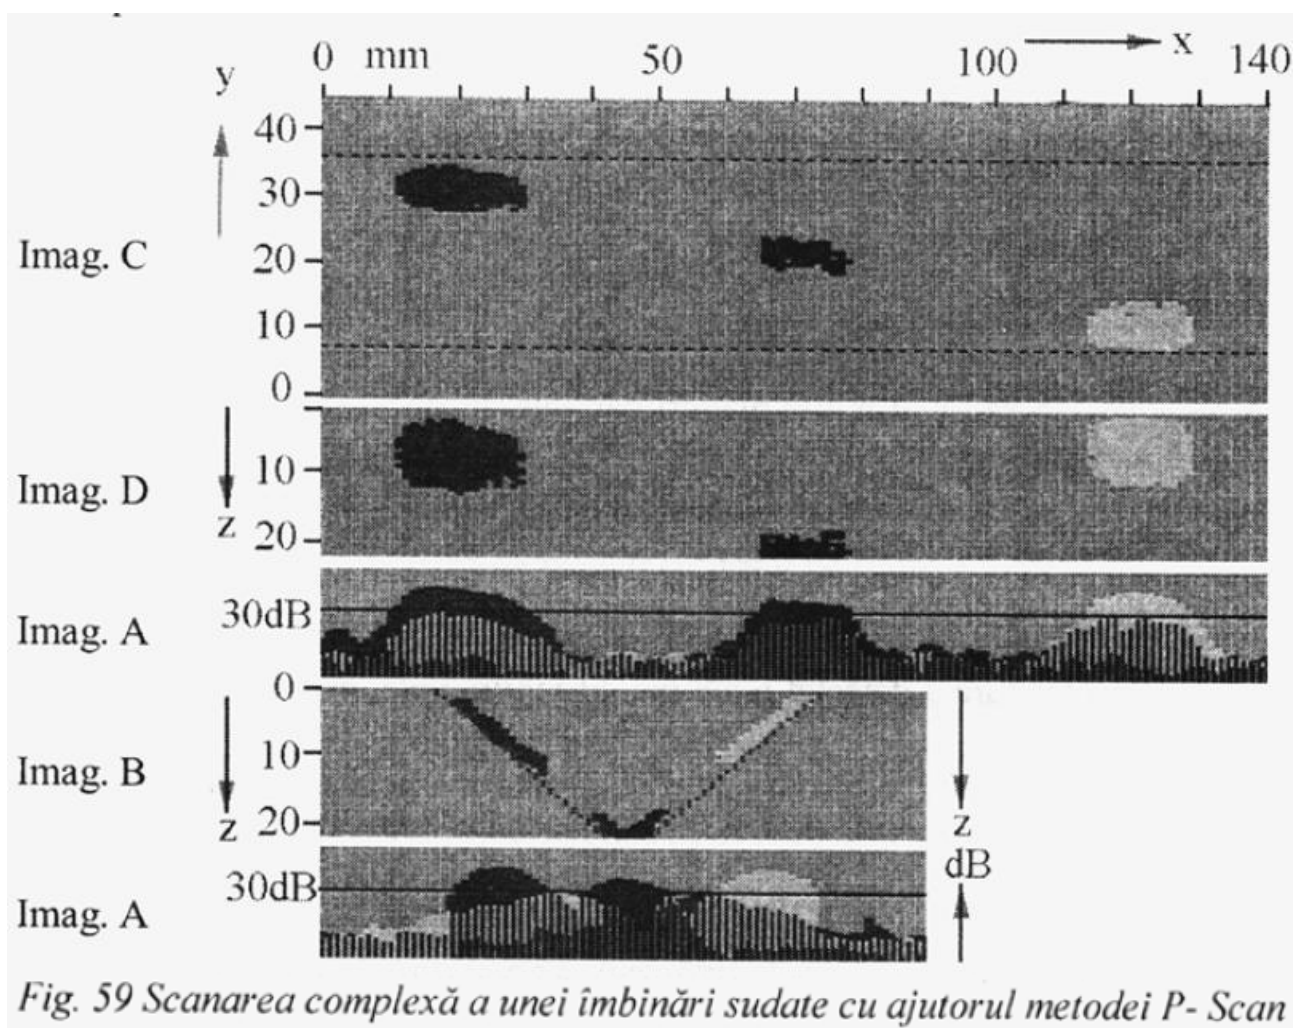 0 mm 50 100 x 140
y
40
30
Imag. C
20
10
0
10
Imag. D
z
20
30dB
Imag. A
0
10
Imag. B
20
z
z
dB
30dB
Imag. A
Fig. 59 Scanarea complexă a unei îmbinări sudate cu ajutorul metodei P- Scan